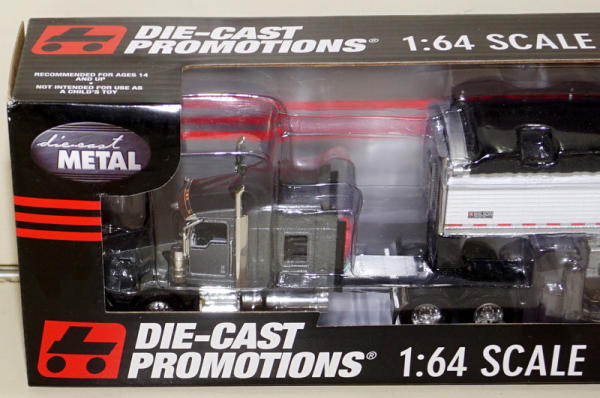 DIE-CAST
PROMOTIONS® 1:64 SCALE
RECOMMENDED FOR AGES 14
AND UP
•
NOT INTENDED FOR USE AS
A CHILD'S TOY
die-cast
METAL
DIE-CAST
PROMOTIONS® 1:64 SCALE